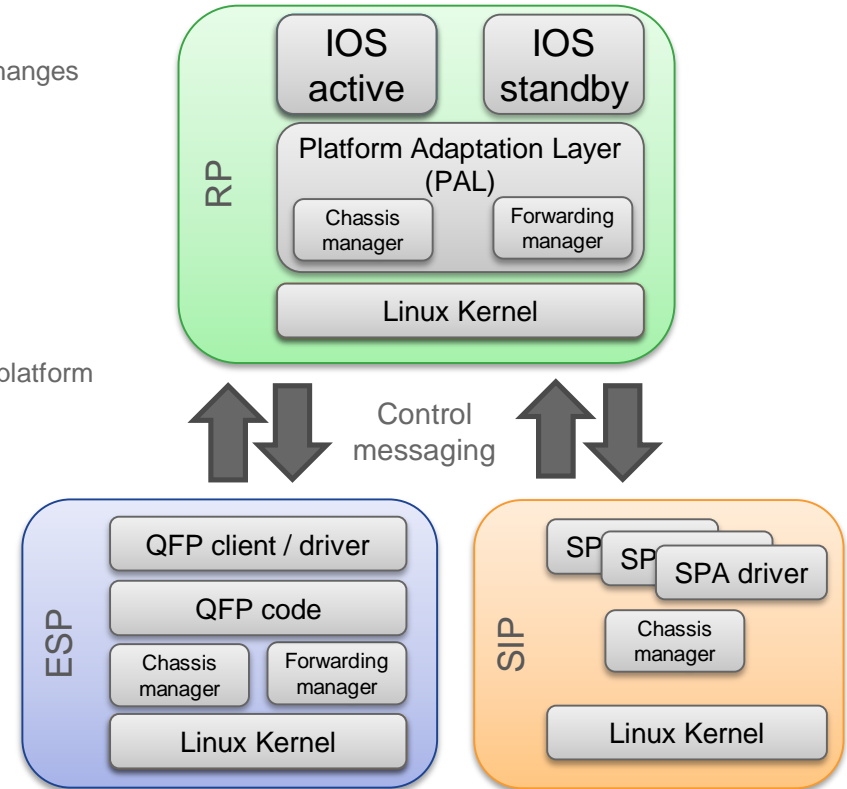 hanges
platform
RP
IOS
active
IOS
standby
Platform Adaptation Layer
(PAL)
Chassis
manager
Forwarding
manager
Linux Kernel
Control
messaging
ESP
QFP client / driver
QFP code
Chassis
manager
Forwarding
manager
Linux Kernel
SIP
SP
SP
SPA driver
Chassis
manager
Linux Kernel